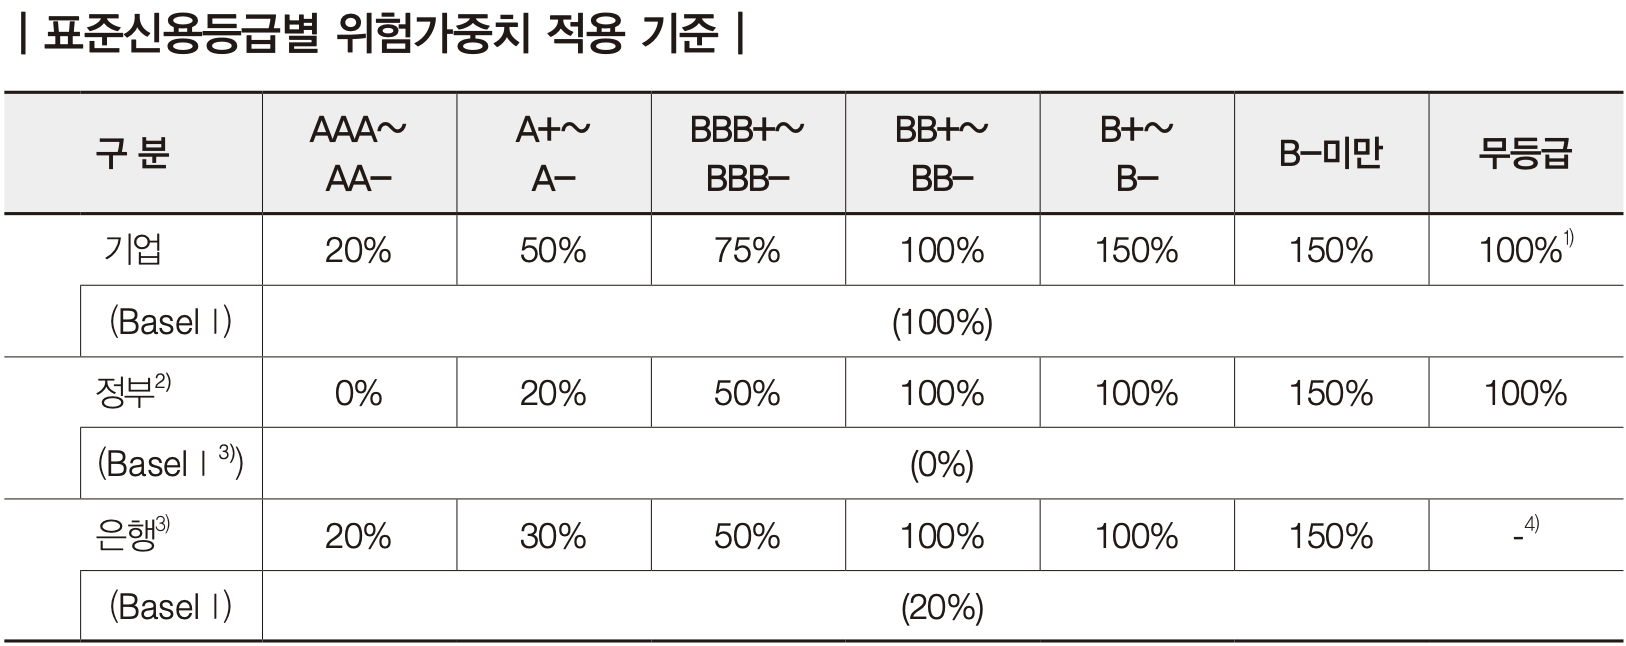 | 표준신용등급별 위험가중치 적용 기준 |
구 분 AAA~ AA- A+~ A- BBB+~ BBB- BB+~ BB- B+~ B- B-미만 무등급
기업 20% 50% 75% 100% 150% 150% 100%1)
(Basel Ⅰ) (100%)
정부2) 0% 20% 50% 100% 100% 150% 100%
(Basel Ⅰ 3)) (0%)
은행3) 20% 30% 50% 100% 100% 150% -4)
(Basel Ⅰ) (20%)